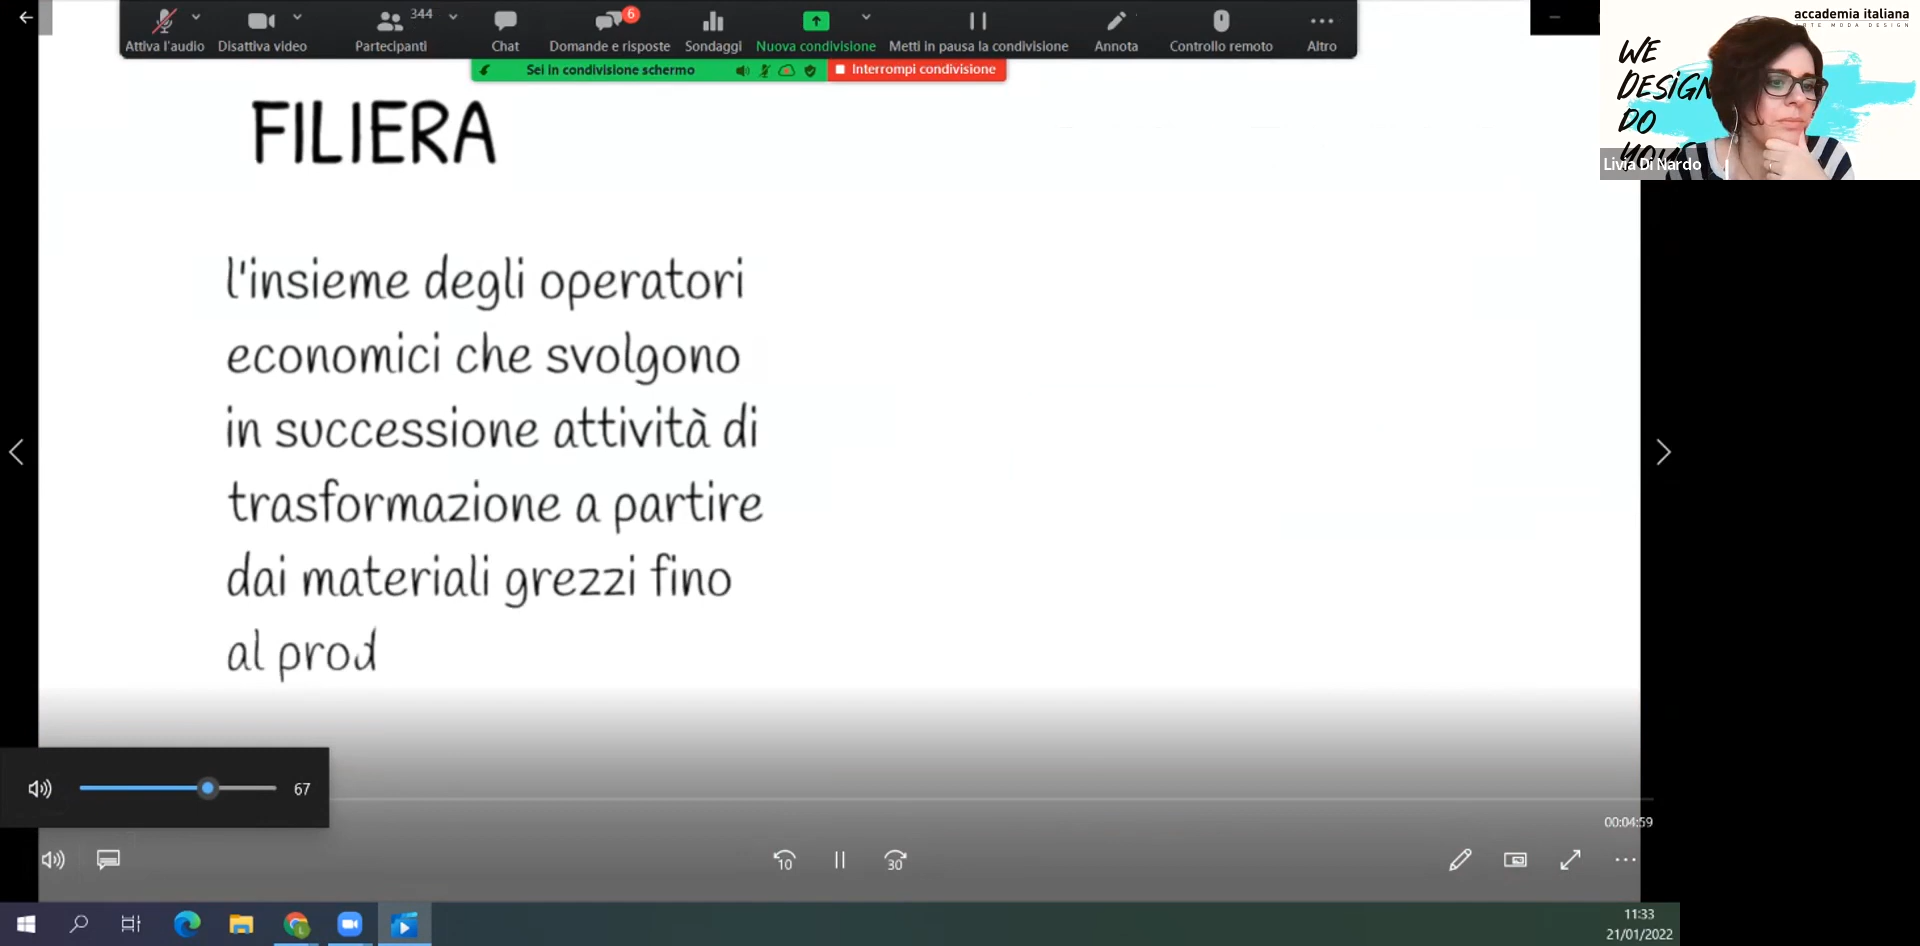 344
6
Attiva l'audio Disattiva video Partecipanti Chat Domande e risposte Sondaggi Nuova condivisione Metti in pausa la condivisione Annota Controllo remoto Altro
Sei in condivisione schermo Interrompi condivisione
accademia italiana
ARTE MODA DESIGN
WE
DESIGN
DO
Livia Di Nardo
FILIERA
l'insieme degli operatori
economici che svolgono
in successione attività di
trasformazione a partire
dai materiali grezzi fino
al prod
67
00:04:59
10 30
11:33
21/01/2022